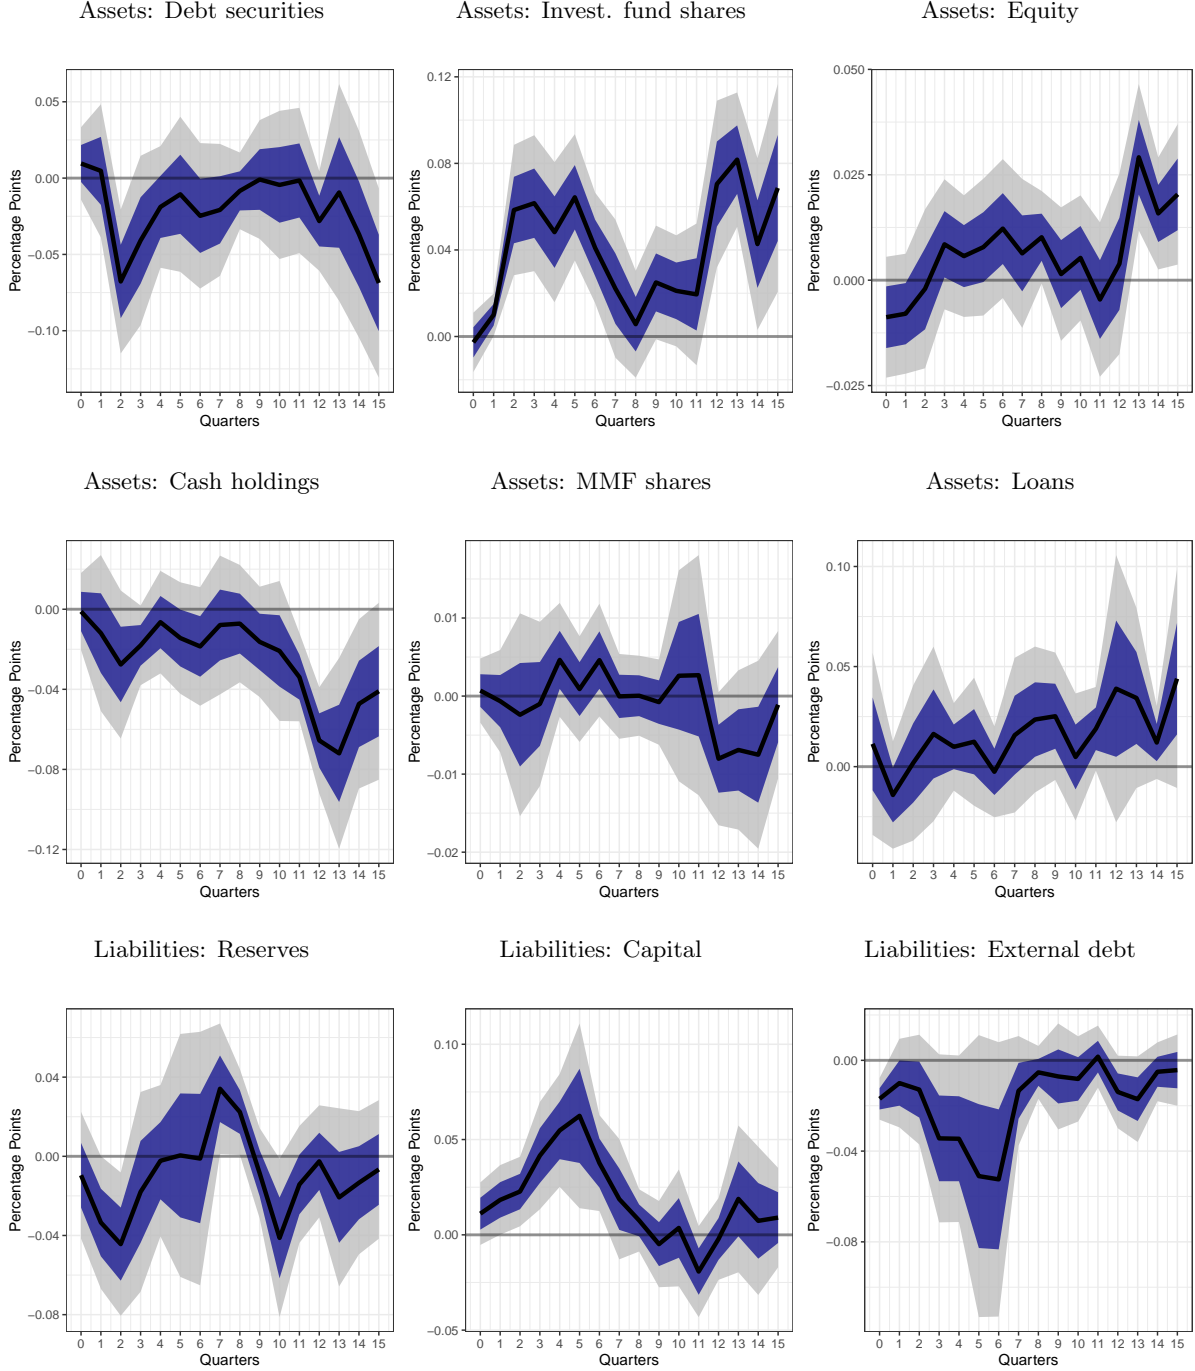 Assets: Debt securities
Assets: Invest. fund shares
Assets: Equity
Percentage Points
0.05
0.00
−0.05
−0.10
0 1 2 3 4 5 6 7 8 9 10 11 12 13 14 15
Quarters
Percentage Points
0.12
0.08
0.04
0.00
0 1 2 3 4 5 6 7 8 9 10 11 12 13 14 15
Quarters
Percentage Points
0.050
0.025
0.000
−0.025
0 1 2 3 4 5 6 7 8 9 10 11 12 13 14 15
Quarters
Assets: Cash holdings
Assets: MMF shares
Assets: Loans
Percentage Points
0.00
−0.04
−0.08
−0.12
0 1 2 3 4 5 6 7 8 9 10 11 12 13 14 15
Quarters
Percentage Points
0.01
0.00
−0.01
−0.02
0 1 2 3 4 5 6 7 8 9 10 11 12 13 14 15
Quarters
Percentage Points
0.10
0.05
0.00
0 1 2 3 4 5 6 7 8 9 10 11 12 13 14 15
Quarters
Liabilities: Reserves
Liabilities: Capital
Liabilities: External debt
Percentage Points
0.04
0.00
−0.04
−0.08
0 1 2 3 4 5 6 7 8 9 10 11 12 13 14 15
Quarters
Percentage Points
0.10
0.05
0.00
−0.05
0 1 2 3 4 5 6 7 8 9 10 11 12 13 14 15
Quarters
Percentage Points
0.00
−0.04
−0.08
0 1 2 3 4 5 6 7 8 9 10 11 12 13 14 15
Quarters